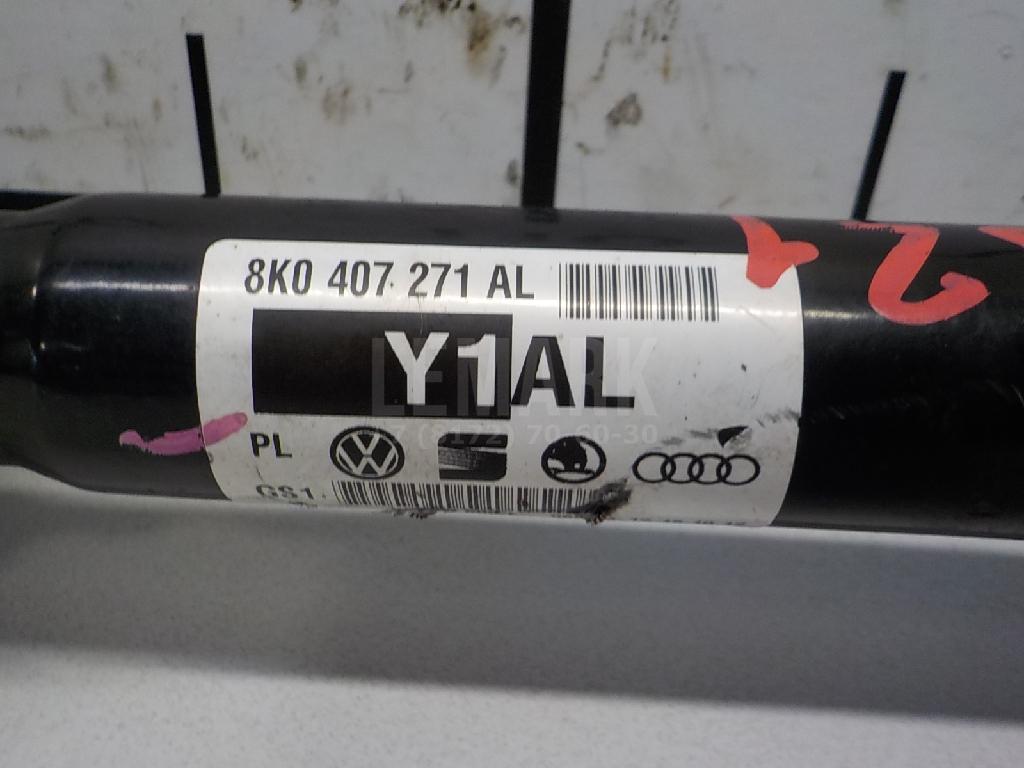 8K0 407 271 AL
Y1AL
LEMARK
+7 (8172) 70-60-30
PL
GS1